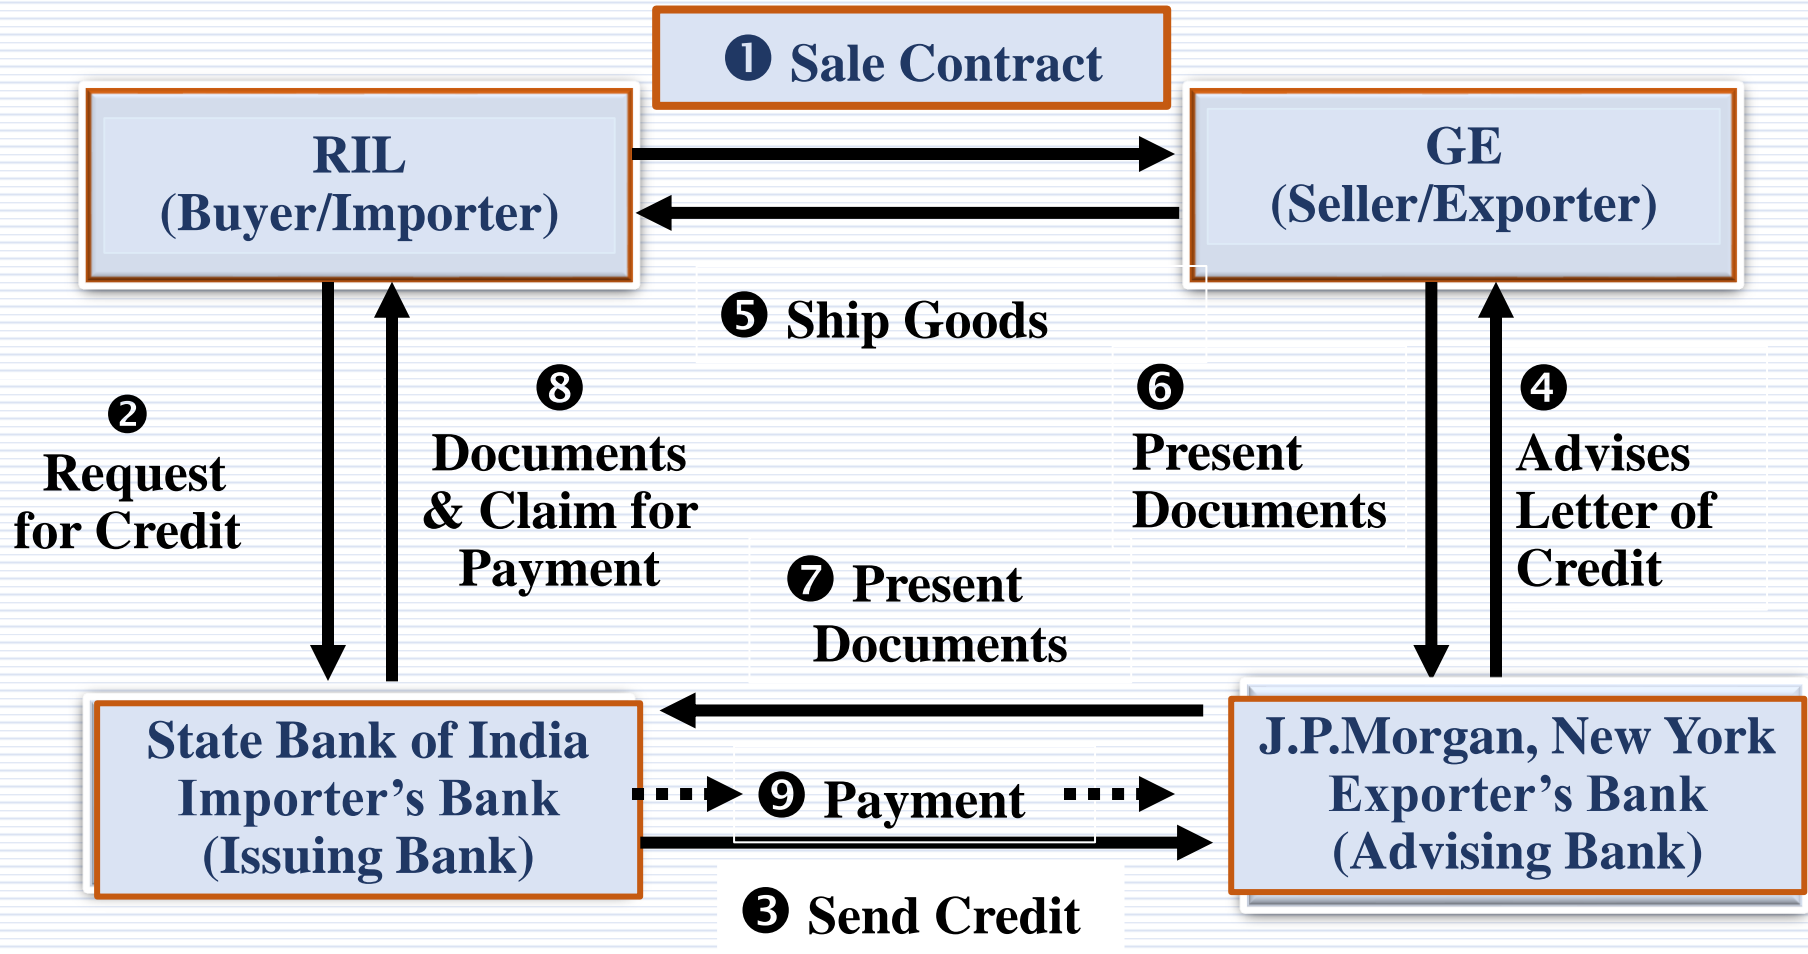 ❶ Sale Contract
RIL
(Buyer/Importer)
GE
(Seller/Exporter)
❺ Ship Goods
❷
Request
for Credit
❽
Documents
& Claim for
Payment
❻
Present
Documents
❹
Advises
Letter of
Credit
❼ Present
Documents
State Bank of India
Importer’s Bank
(Issuing Bank)
❾ Payment
J.P.Morgan, New York
Exporter’s Bank
(Advising Bank)
❸ Send Credit